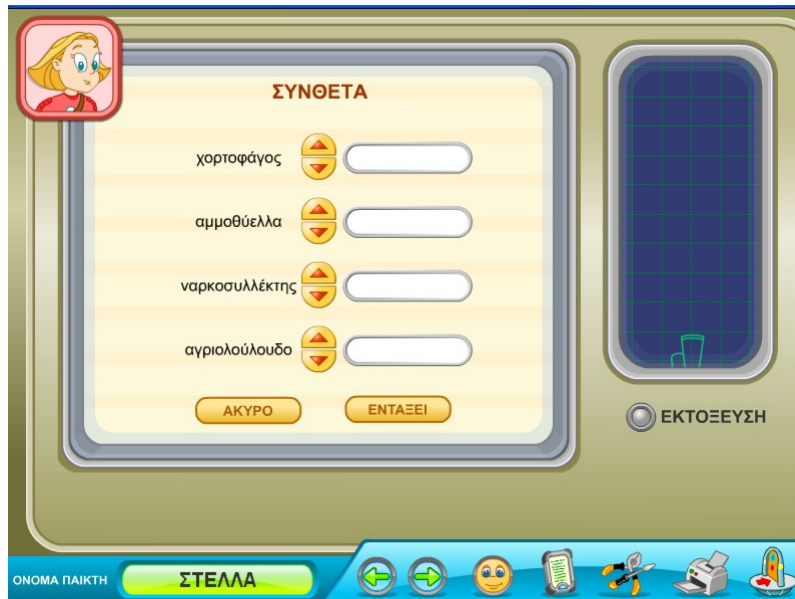 ΣΥΝΘΕΤΑ
χορτοφάγος
αμμοθύελλα
ναρκοσυλλέκτης
αγριολούλουδο
ΑΚΥΡΟ ΕΝΤΑΞΕΙ
ΕΚΤΟΞΕΥΣΗ
ΟΝΟΜΑ ΠΑΙΚΤΗ ΣΤΕΛΛΑ